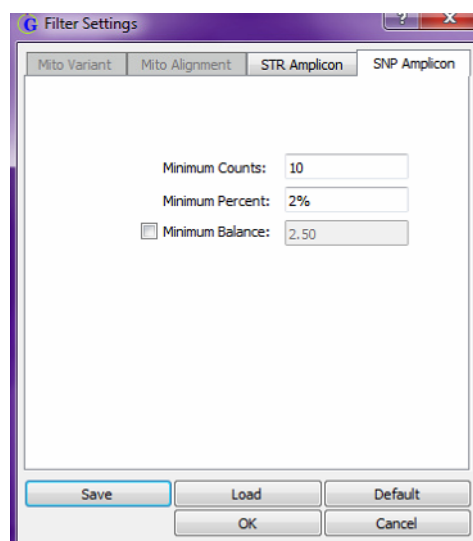 G Filter Settings ? X
Mito Variant Mito Alignment STR Amplicon SNP Amplicon
Minimum Counts: 10
Minimum Percent: 2%
Minimum Balance: 2.50
Save Load Default
OK Cancel